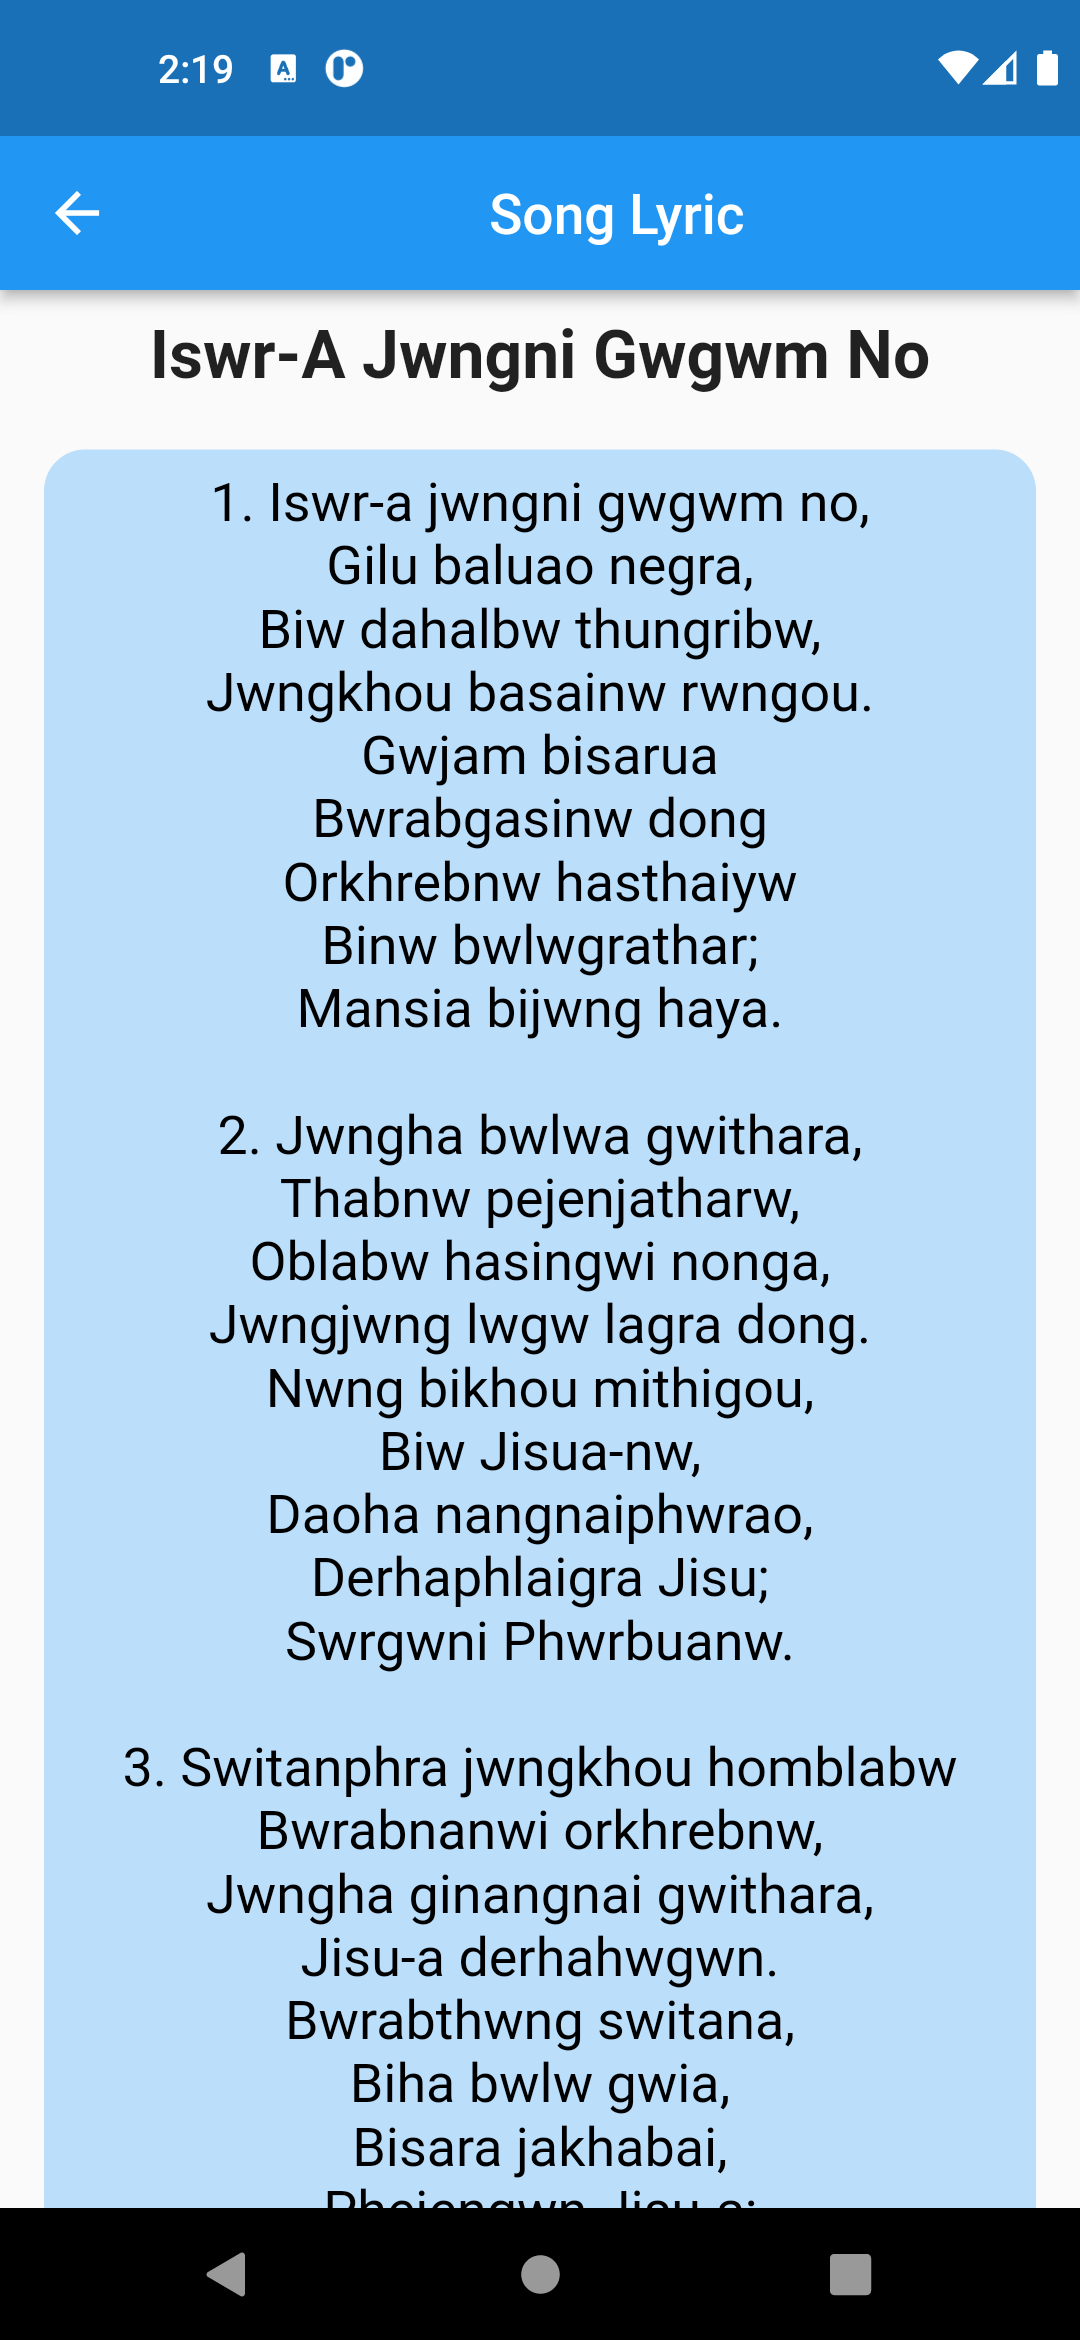 2:19
Song Lyric
Iswr-A Jwngni Gwgwm No
1. Iswr-a jwngni gwgwm no,
Gilu baluao negra,
Biw dahalbw thungribw,
Jwngkhou basainw rwngou.
Gwjam bisarua
Bwrabgasinw dong
Orkhrebnw hasthaiyw
Binw bwlwgrathar;
Mansia bijwng haya.
2. Jwngha bwlwa gwithara,
Thabnw pejenjatharw,
Oblabw hasingwi nonga,
Jwngjwng lwgw lagra dong.
Nwng bikhou mithigou,
Biw Jisua-nw,
Daoha nangnaiphwrao,
Derhaphlaigra Jisu;
Swrgwni Phwrbuanw.
3. Switanphra jwngkhou homblabw
Bwrabnanwi orkhrebnw,
Jwngha ginangnai gwithara,
Jisu-a derhahwgwn.
Bwrabthwng switana,
Biha bwlw gwia,
Bisara jakhabai,